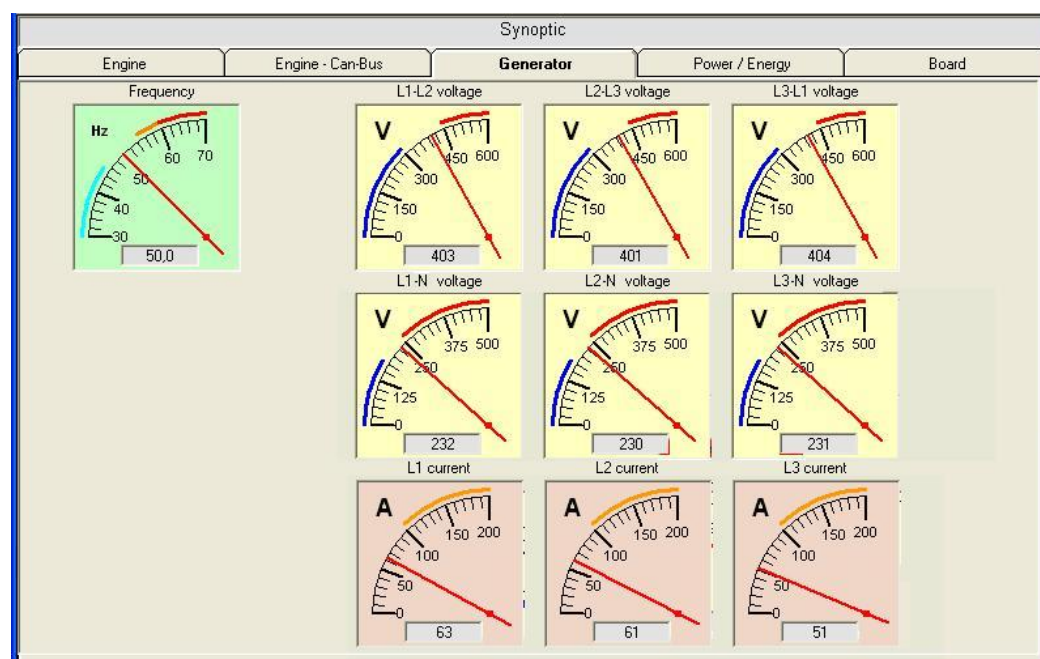 Synoptic
Engine
Engine - Can-Bus
Generator
Power / Energy
Board
Frequency
Hz
30
40
50
60
70
50,0
L1-L2 voltage
V
0
150
300
450
600
403
L2-L3 voltage
V
0
150
300
450
600
401
L3-L1 voltage
V
0
150
300
450
600
404
L1-N voltage
V
0
125
250
375
500
232
L2-N voltage
V
0
125
250
375
500
230
L3-N voltage
V
0
125
250
375
500
231
L1 current
A
0
50
100
150
200
63
L2 current
A
0
50
100
150
200
61
L3 current
A
0
50
100
150
200
51